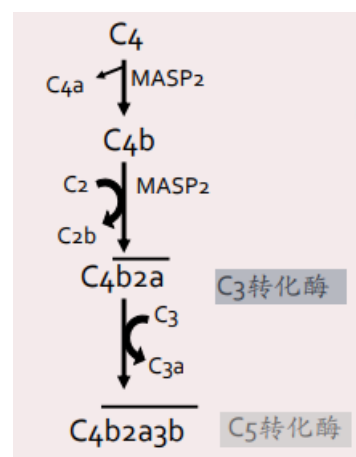 C4
C4a MASP2
C4b
C2 MASP2
C2b
C4b2a C3转化酶
C3
C3a
C4b2a3b C5转化酶